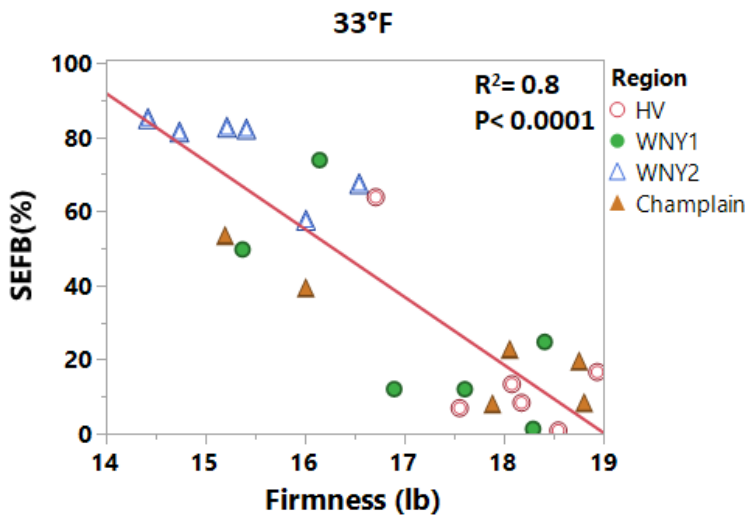 33°F
R²= 0.8
P< 0.0001
Region
HV
WNY1
WNY2
Champlain
SEFB(%)
100
80
60
40
20
0
14 15 16 17 18 19
Firmness (lb)